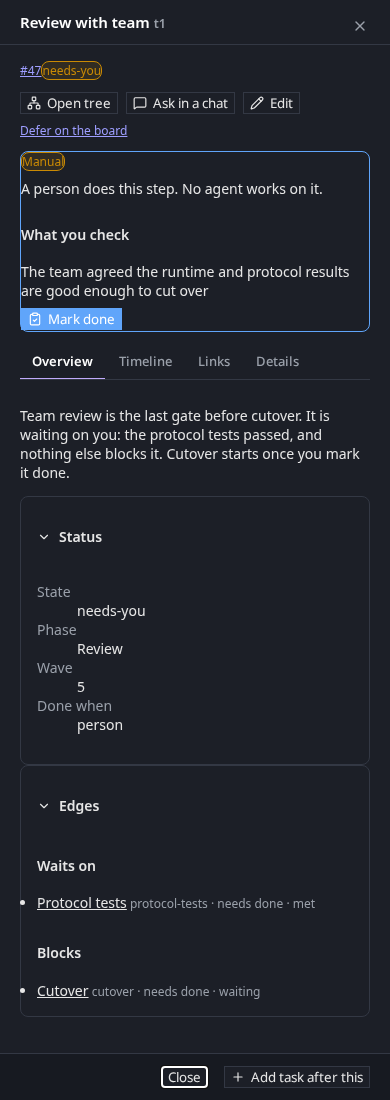 Review with team t1
#47 needs-you
Open tree Ask in a chat Edit
Defer on the board
Manual
A person does this step. No agent works on it.
What you check
The team agreed the runtime and protocol results
are good enough to cut over
Mark done
Overview Timeline Links Details
Team review is the last gate before cutover. It is
waiting on you: the protocol tests passed, and
nothing else blocks it. Cutover starts once you mark
it done.
Status
State
needs-you
Phase
Review
Wave
5
Done when
person
Edges
Waits on
Protocol tests protocol-tests · needs done · met
Blocks
Cutover cutover · needs done · waiting
Close Add task after this